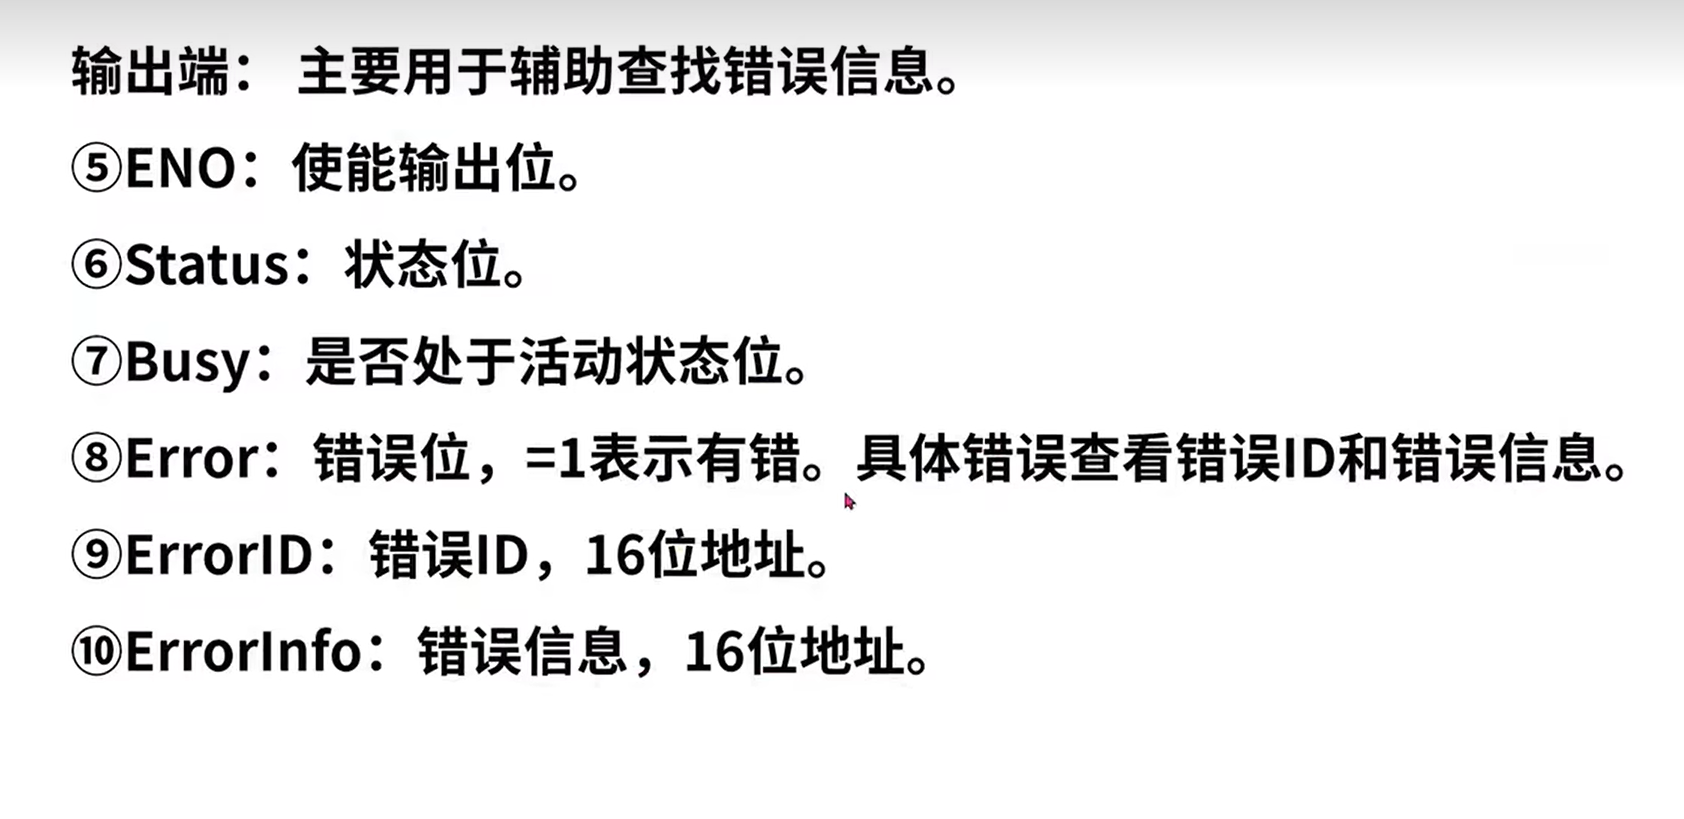 输出端： 主要用于辅助查找错误信息。
⑤ENO：使能输出位。
⑥Status：状态位。
⑦Busy：是否处于活动状态位。
⑧Error：错误位，=1表示有错。具体错误查看错误ID和错误信息。
⑨ErrorID：错误ID，16位地址。
⑩ErrorInfo：错误信息，16位地址。